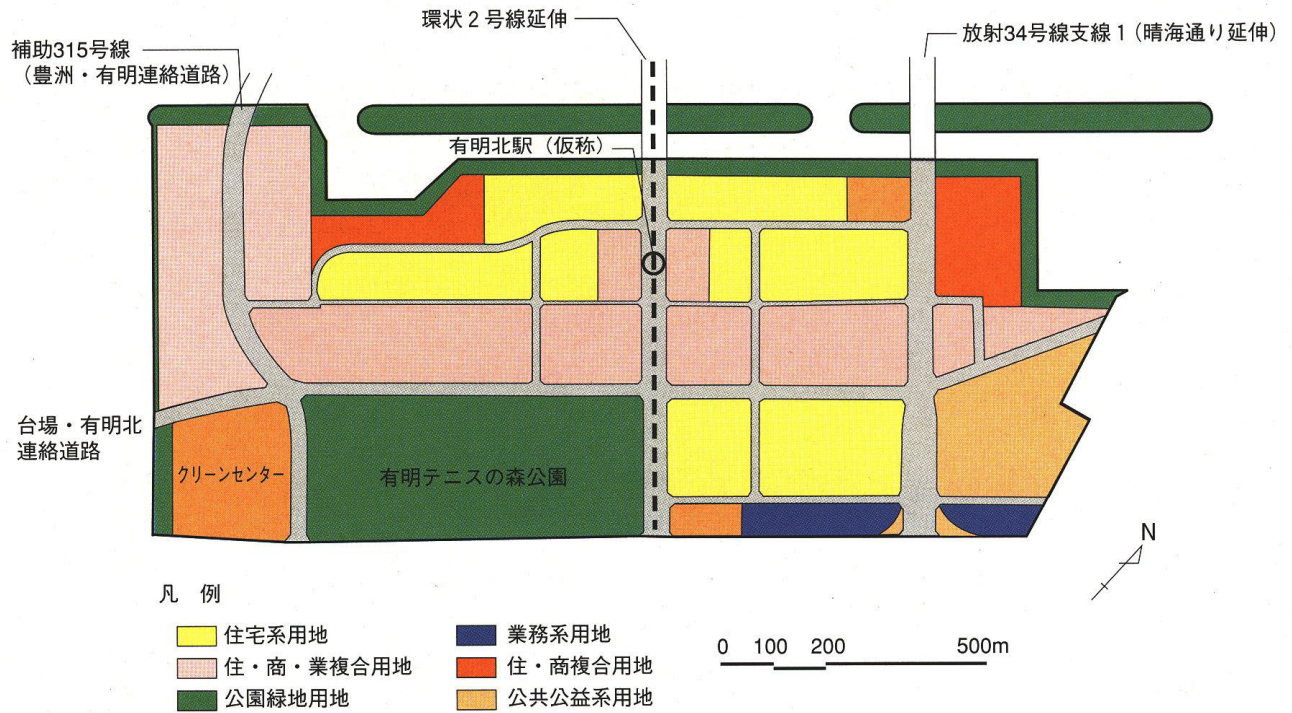 環状２号線延伸
補助315号線
（豊洲・有明連絡道路）
放射34号線支線１（晴海通り延伸）
有明北駅（仮称）
台場・有明北
連絡道路
クリーンセンター
有明テニスの森公園
N
凡　例
住宅系用地
業務系用地
住・商・業複合用地
住・商複合用地
公園緑地用地
公共公益系用地
0 100 200 500m